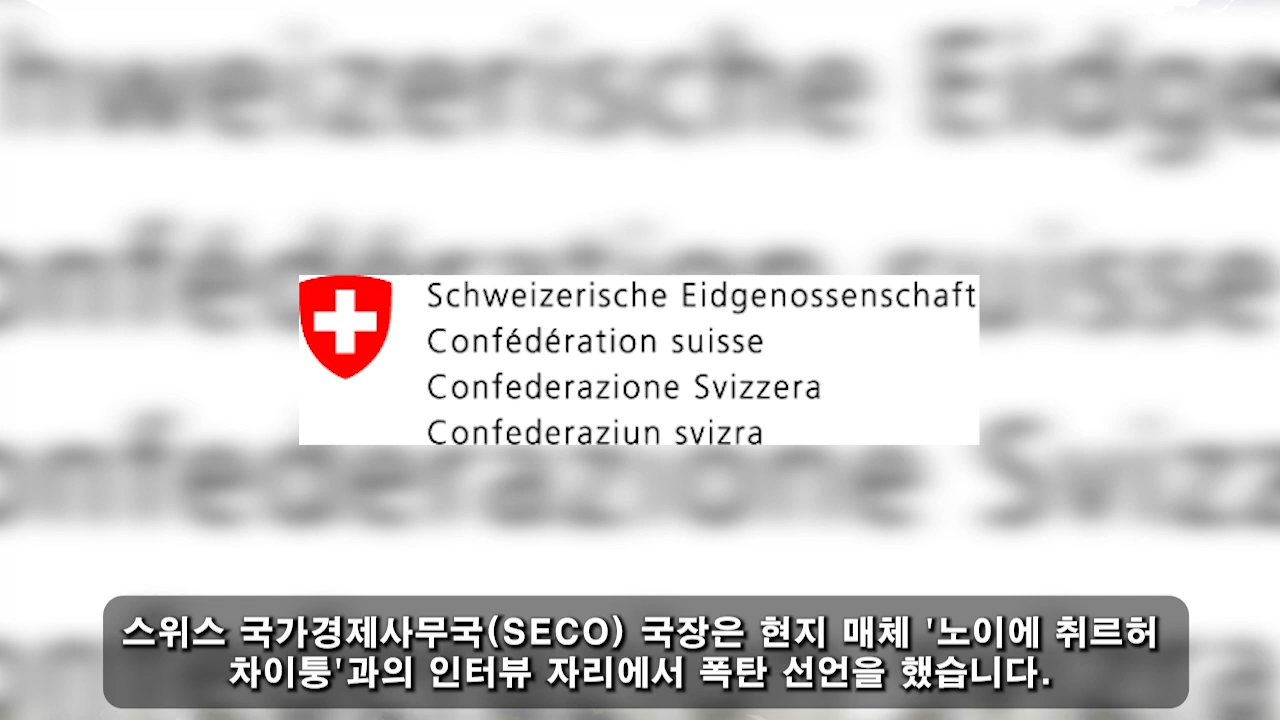 Schweizerische Eidgenossenschaft
Confédération suisse
Confederazione Svizzera
Confederaziun svizra
스위스 국가경제사무국(SECO) 국장은 현지 매체 '노이에 취르허
차이퉁'과의 인터뷰 자리에서 폭탄 선언을 했습니다.